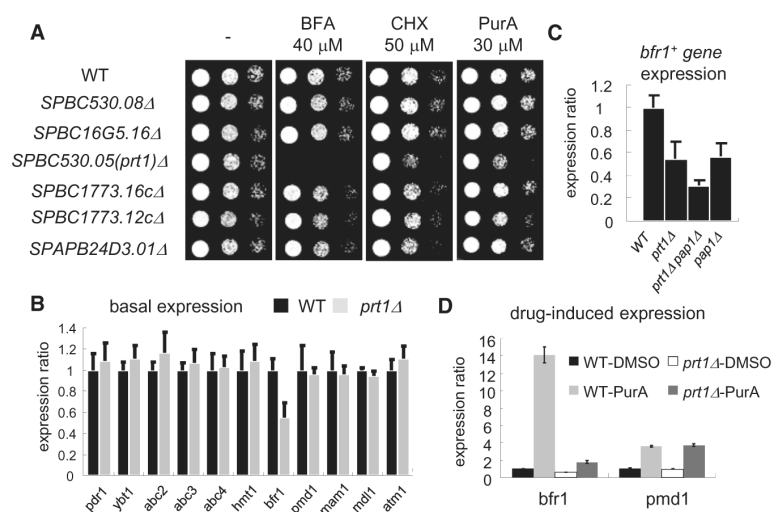 A
-
BFA
40 µM
CHX
50 µM
PurA
30 µM
WT
SPBC530.08Δ
SPBC16G5.16Δ
SPBC530.05(prt1)Δ
SPBC1773.16cΔ
SPBC1773.12cΔ
SPAPB24D3.01Δ
C
bfr1+ gene
expression
expression ratio
1.2
1
0.8
0.6
0.4
0.2
0
WT
prt1Δ
prt1Δ pap1Δ
pap1Δ
B
basal expression
WT
prt1Δ
expression ratio
1.4
1.2
1
0.8
0.6
0.4
0.2
0
pdr1
ybt1
abc2
abc3
abc4
hmt1
bfr1
pmd1
mam1
mdl1
atm1
D
drug-induced expression
expression ratio
16
14
12
10
8
6
4
2
0
WT-DMSO
prt1Δ-DMSO
WT-PurA
prt1Δ-PurA
bfr1
pmd1